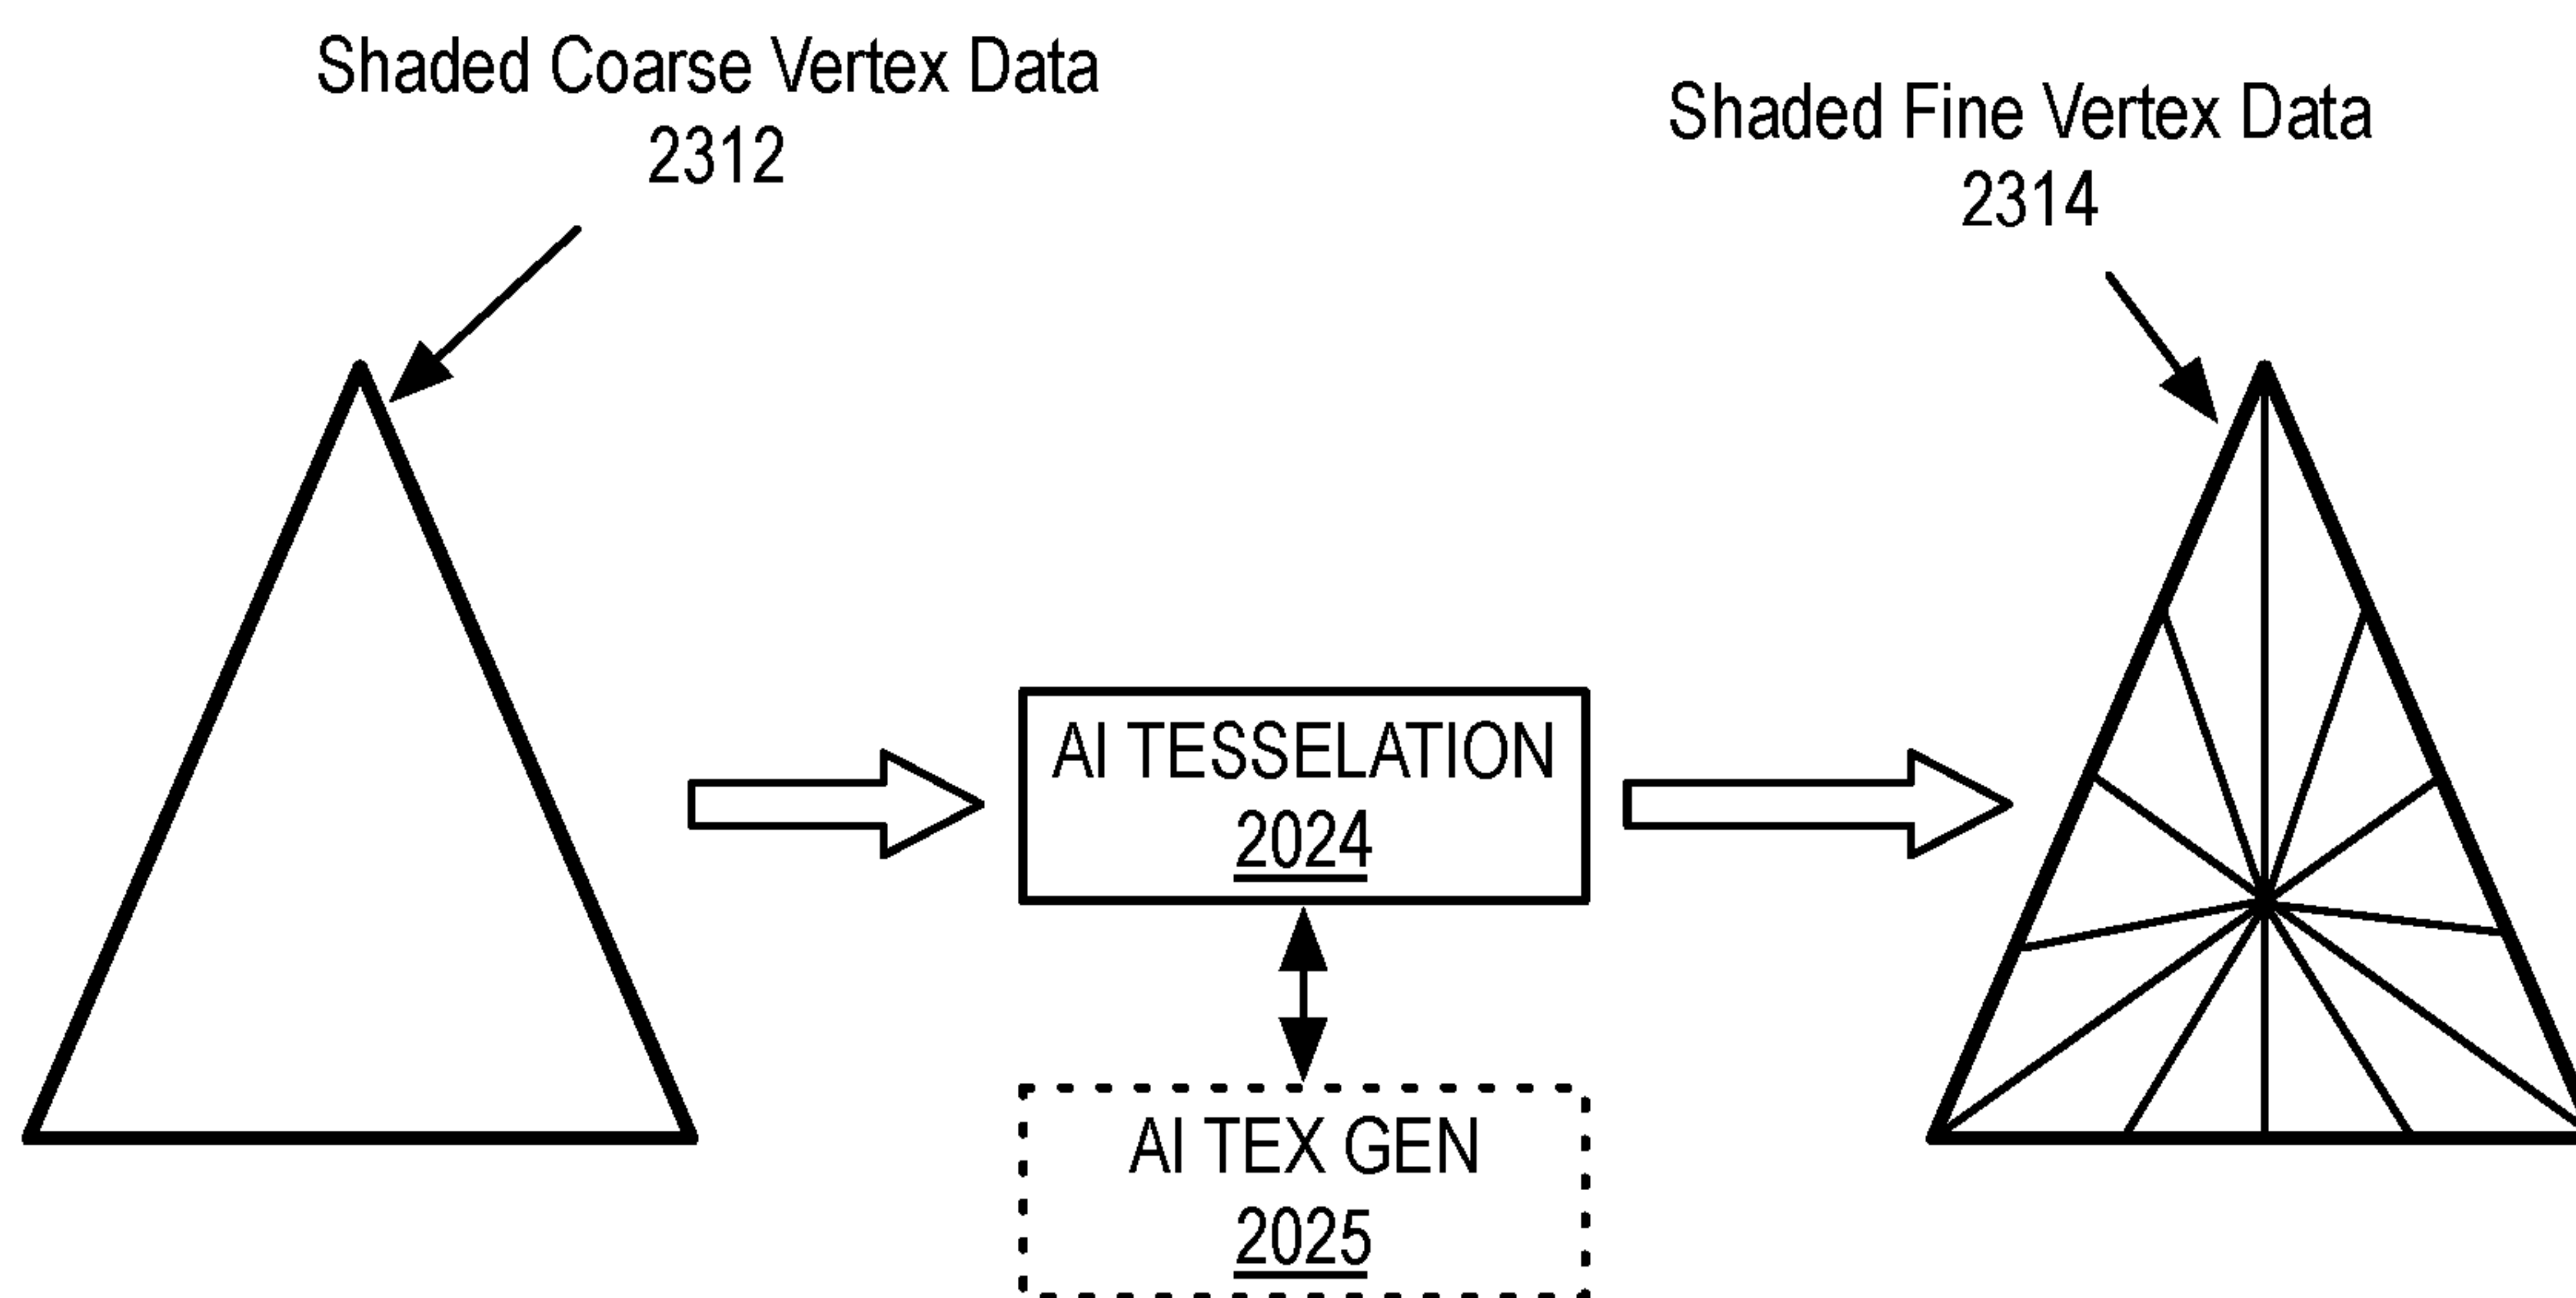 Shaded Coarse Vertex Data
2312
Shaded Fine Vertex Data
2314
AI TESSELATION
2024
AI TEX GEN
2025